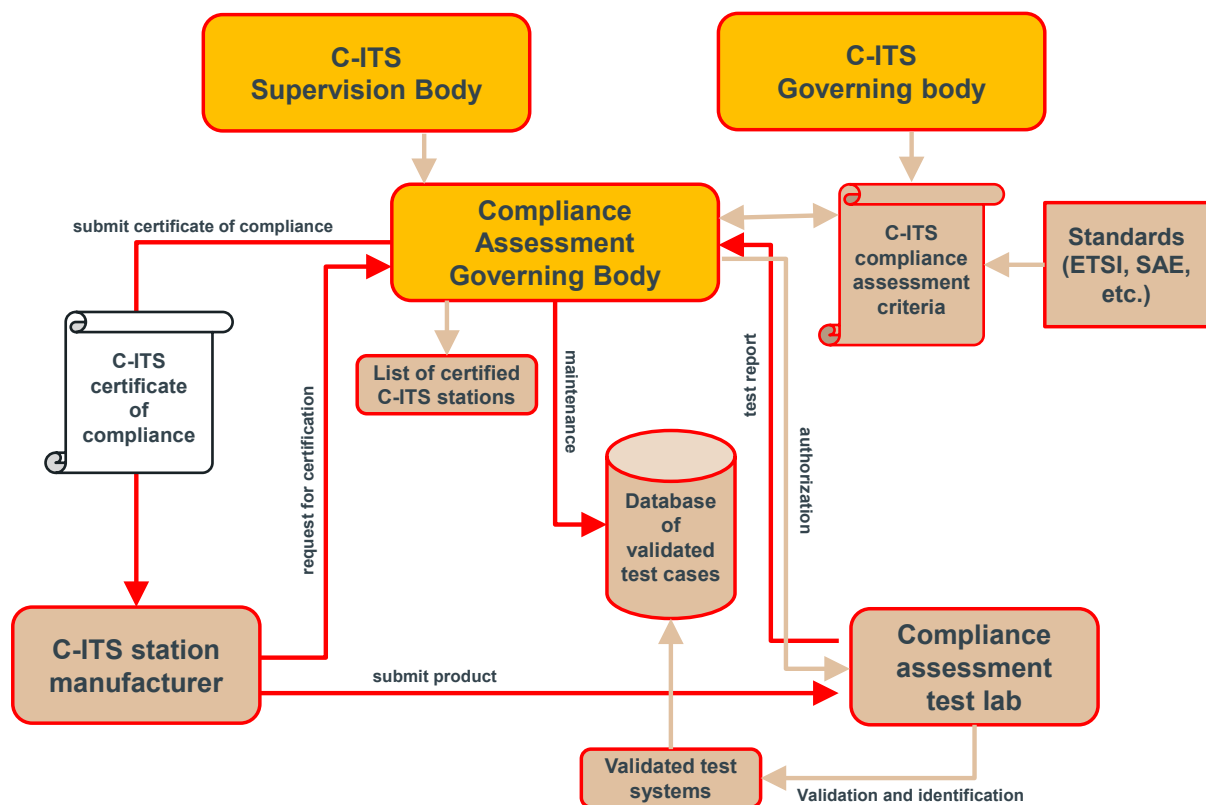 C-ITS
Supervision Body
C-ITS
Governing body
submit certificate of compliance
Compliance
Assessment
Governing Body
C-ITS
compliance
assessment
criteria
Standards
(ETSI, SAE,
etc.)
C-ITS
certificate
of
compliance
request for certification
List of certified
C-ITS stations
maintenance
test report
authorization
Database
of
validated
test cases
C-ITS station
manufacturer
submit product
Compliance
assessment
test lab
Validated test
systems
Validation and identification